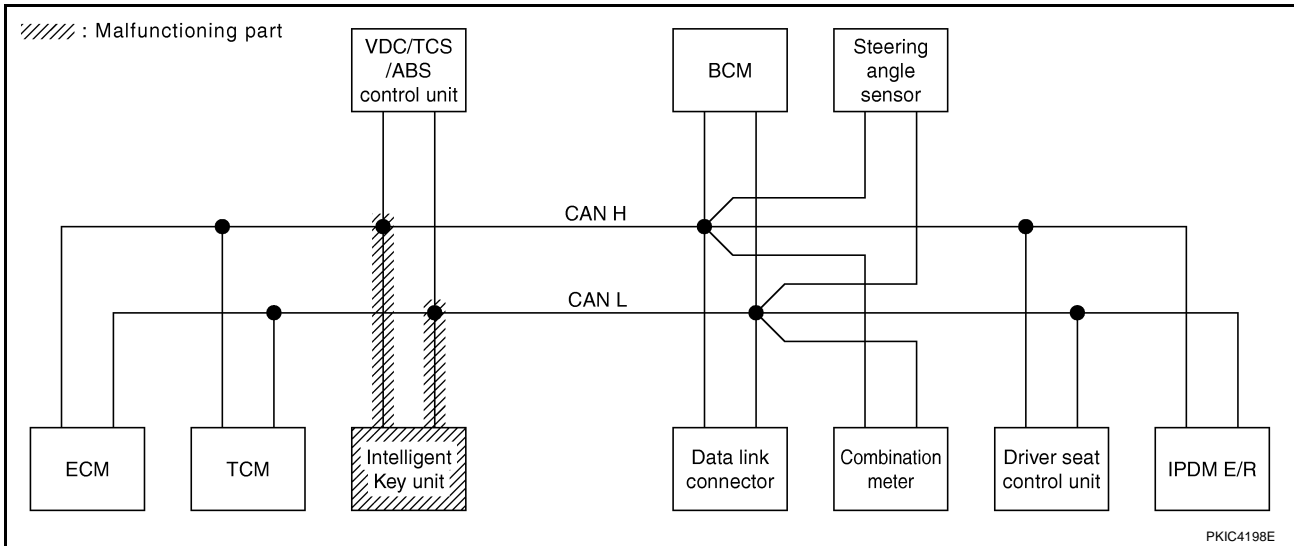 : Malfunctioning part
VDC/TCS
/ABS
control unit
BCM
Steering
angle
sensor
CAN H
CAN L
ECM
TCM
Intelligent
Key unit
Data link
connector
Combination
meter
Driver seat
control unit
IPDM E/R
PKIC4198E